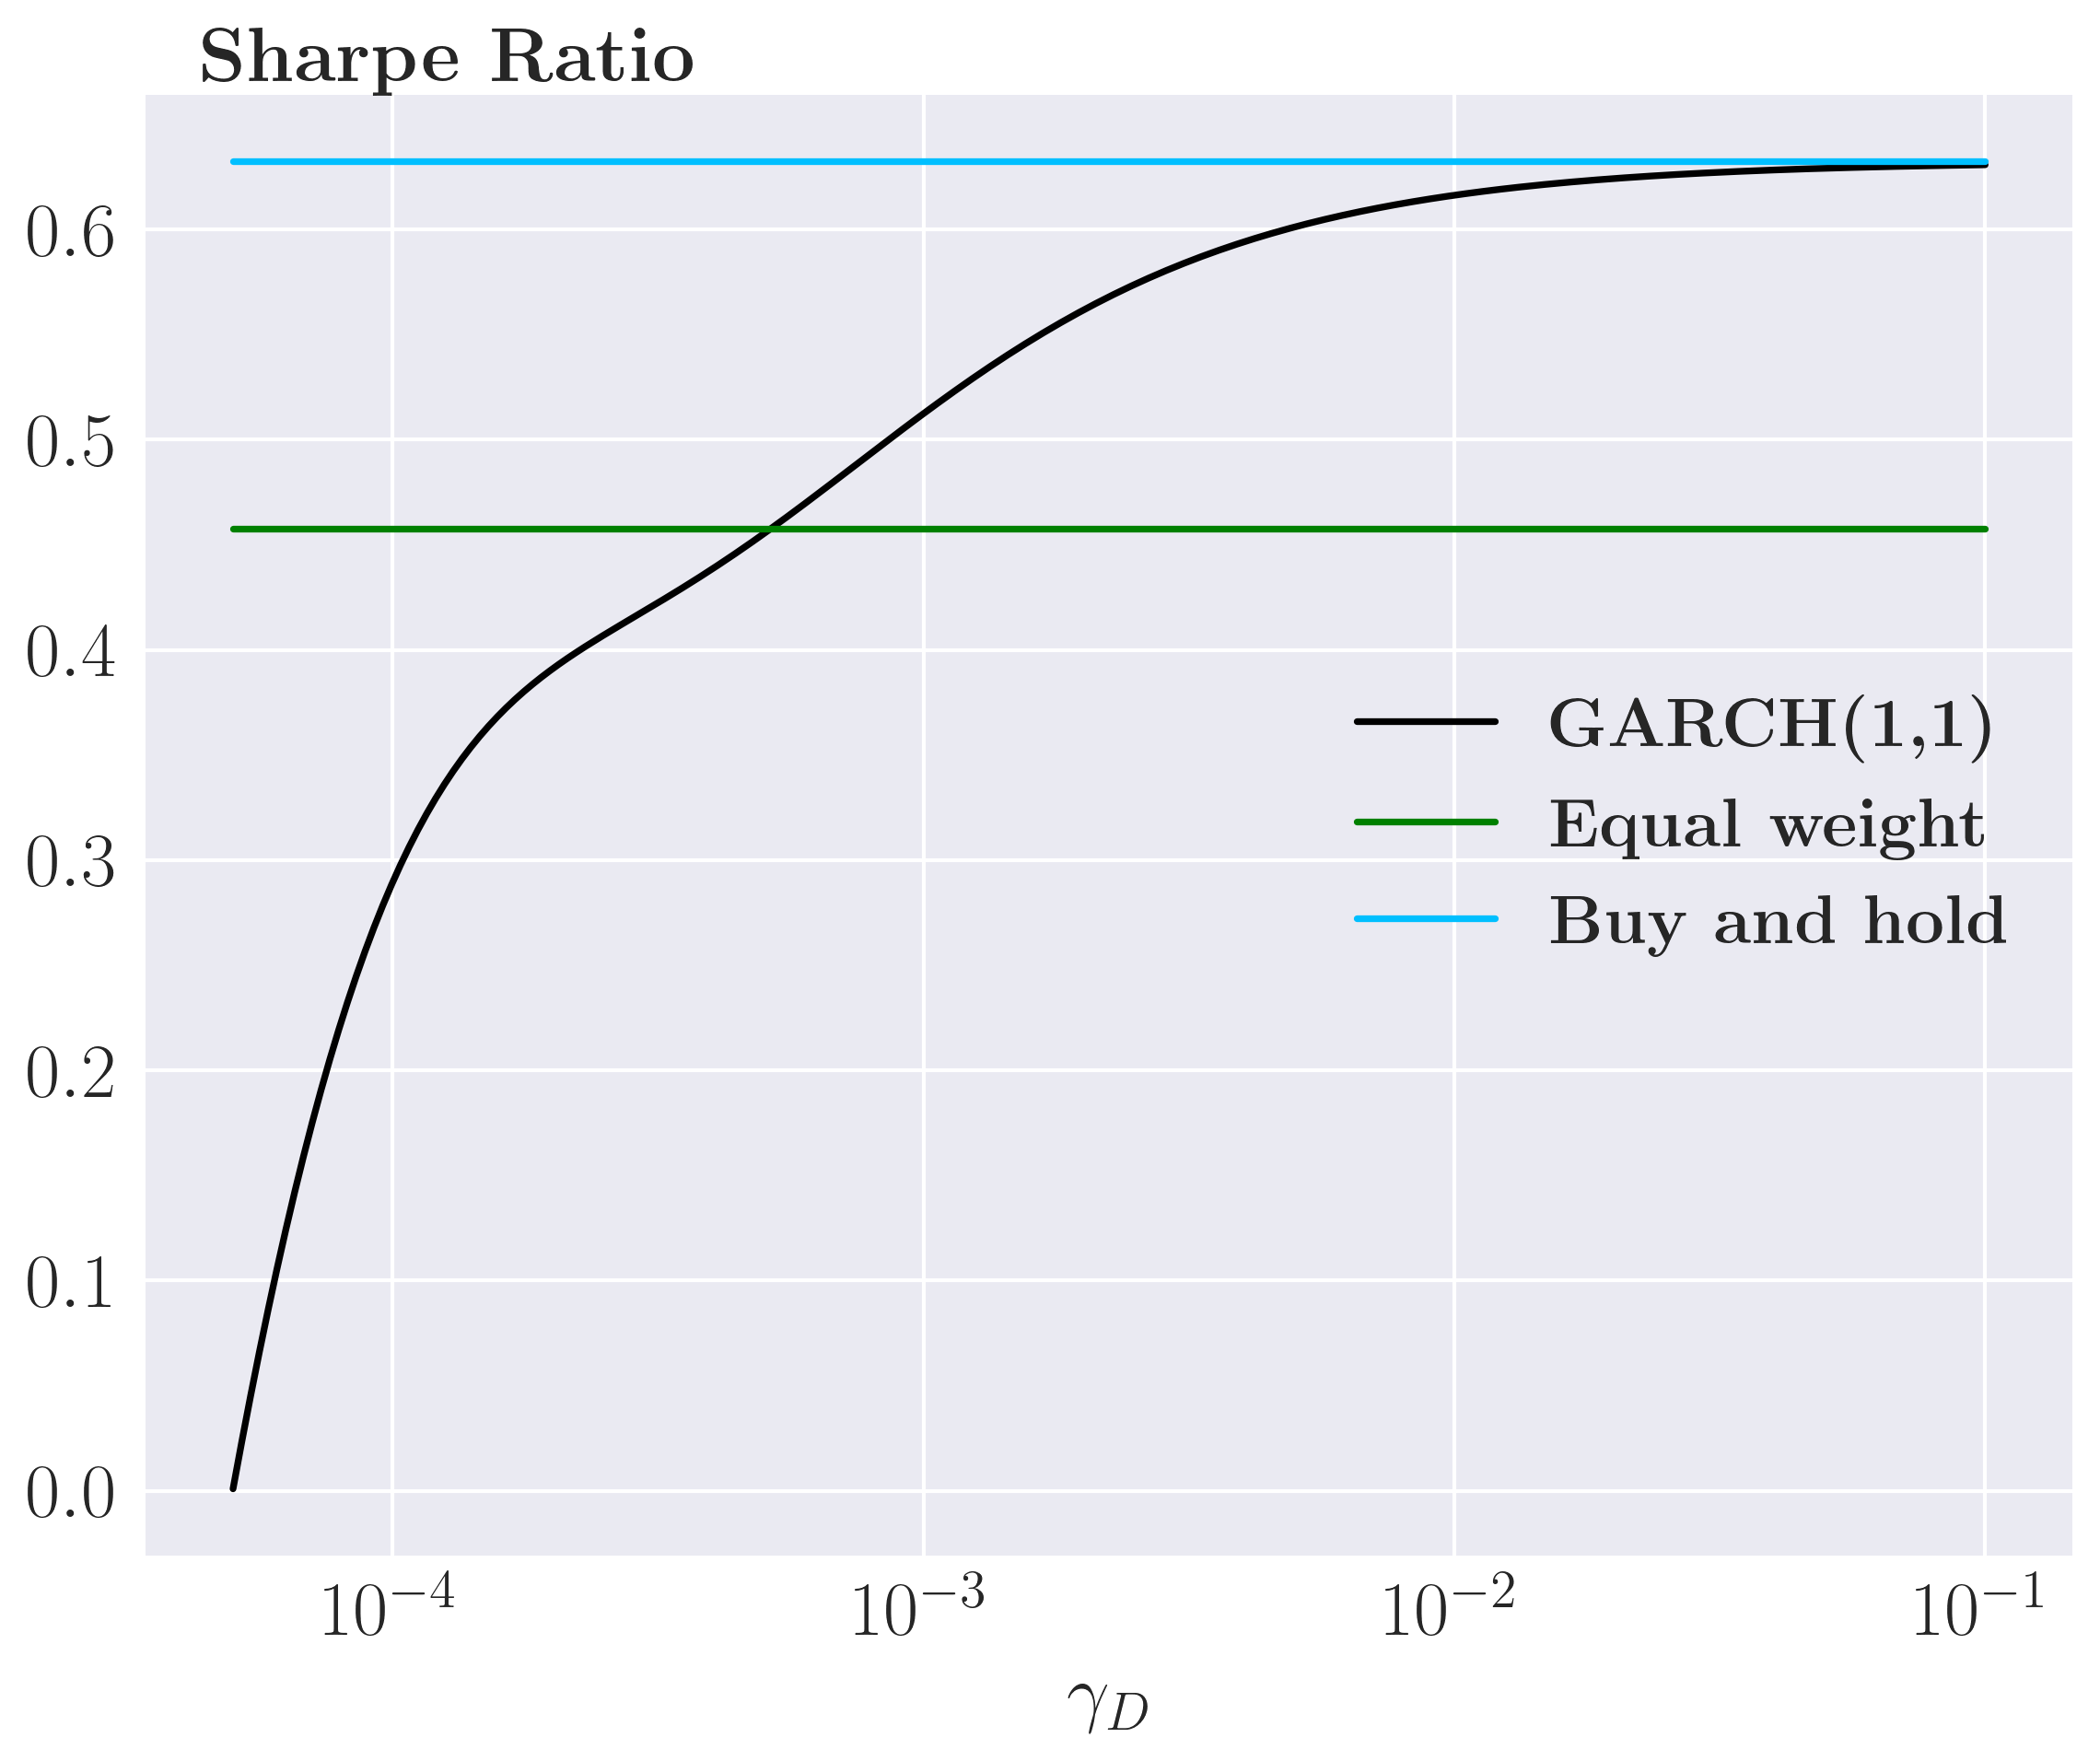 Sharpe Ratio
0.6
0.5
0.4
0.3
0.2
0.1
0.0
GARCH(1,1)
Equal weight
Buy and hold
10⁻⁴ 10⁻³ 10⁻² 10⁻¹
γ_D